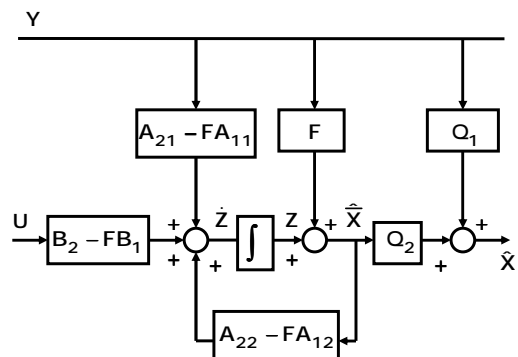 Y
A₂₁ – FA₁₁
F
Q₁
U
B₂ – FB₁
+
+
+
Ż
∫
Z
+
+
X̂̄
Q₂
+
+
X̂
A₂₂ – FA₁₂